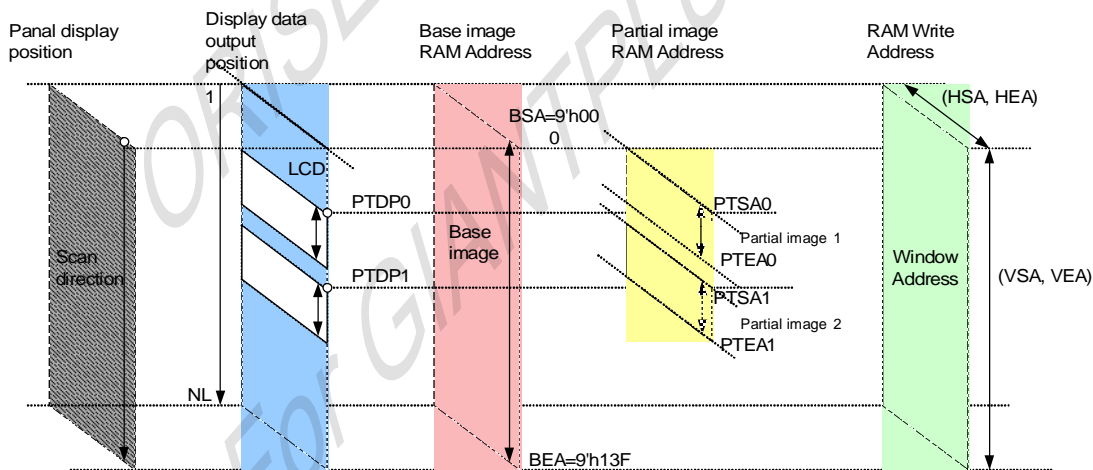 Panal display
position
Display data
output
position
Base image
RAM Address
Partial image
RAM Address
RAM Write
Address
1
BSA=9'h00
0
(HSA, HEA)
LCD
PTDP0
PTSA0
Partial image 1
PTEA0
Scan
direction
Base
image
Window
Address
(VSA, VEA)
PTDP1
PTSA1
Partial image 2
PTEA1
NL
BEA=9'h13F
For GIANTPL